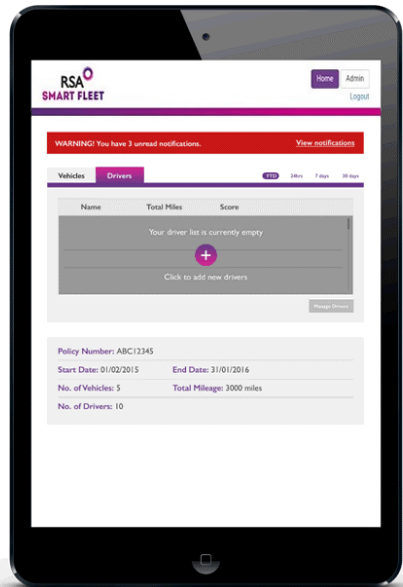 RSA
SMART FLEET
Home Admin
Logout
WARNING! You have 3 unread notifications. View notifications
Vehicles Drivers YTD 24hrs 7 days 30 days
Name Total Miles Score
Your driver list is currently empty
+
Click to add new drivers
Manage Drivers
Policy Number: ABC12345
Start Date: 01/02/2015 End Date: 31/01/2016
No. of Vehicles: 5 Total Mileage: 3000 miles
No. of Drivers: 10